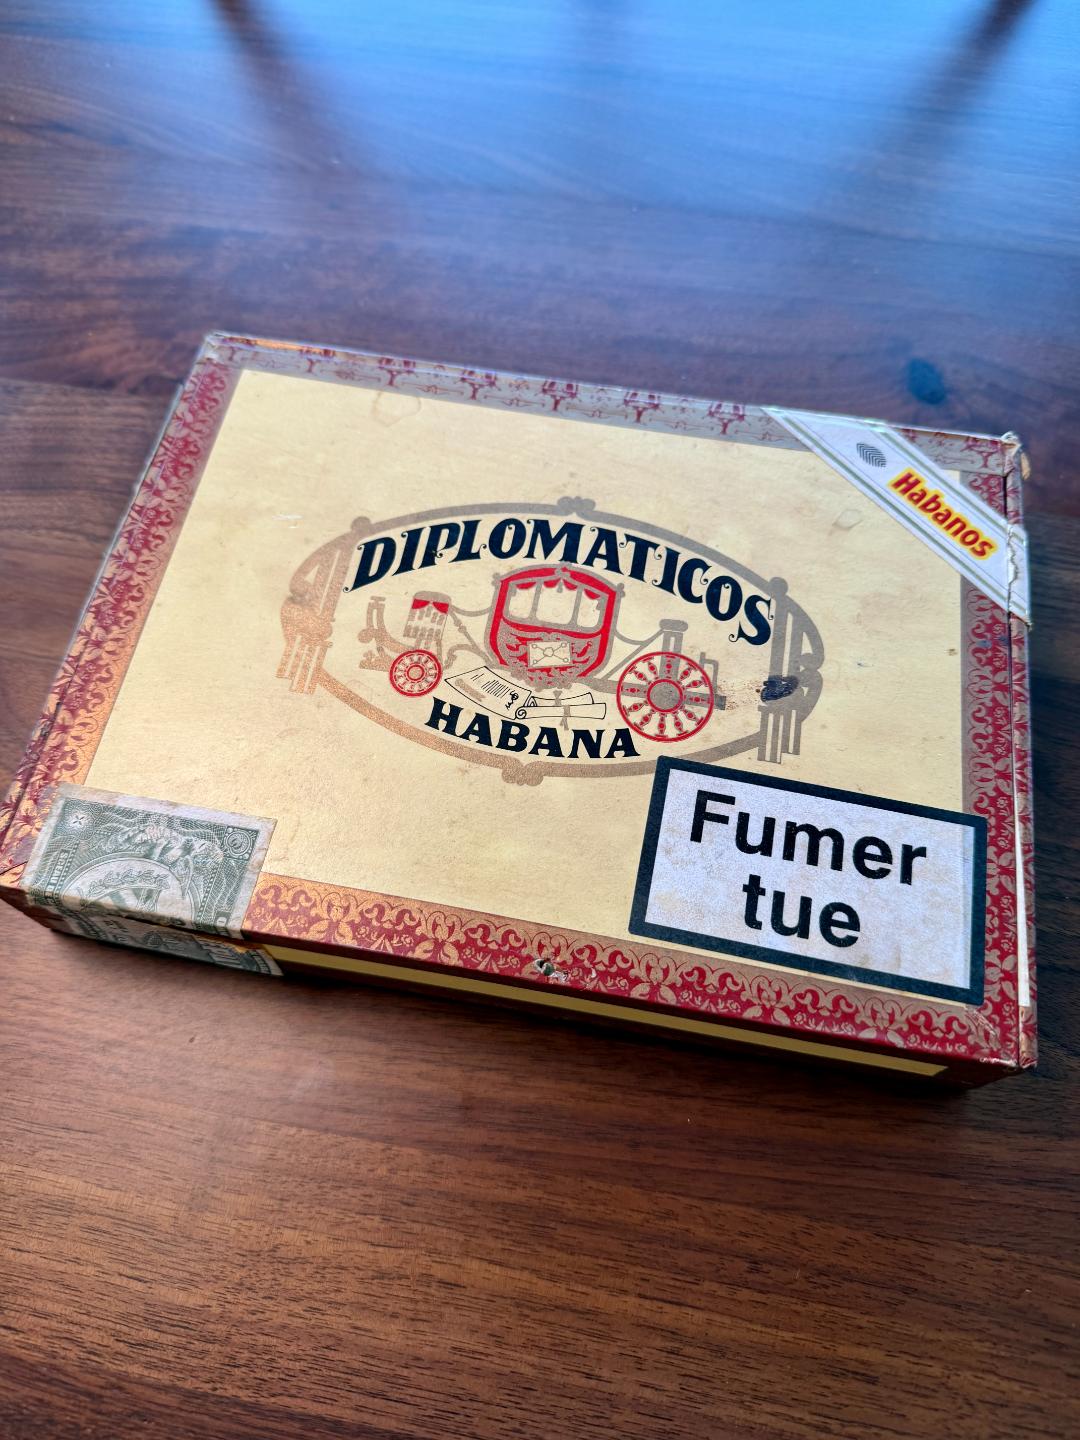 Habanos
DIPLOMATICOS
HABANA
Fumer
tue